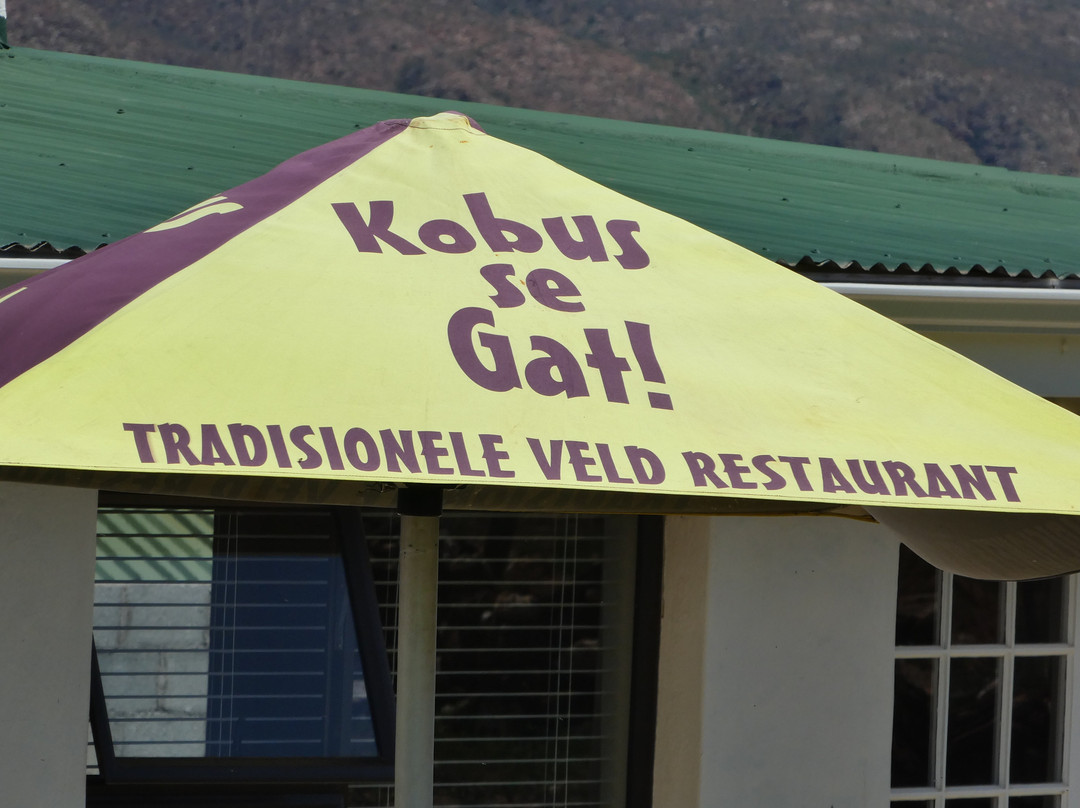 Kobus
se
Gat!
TRADISIONELE VELD RESTAURANT